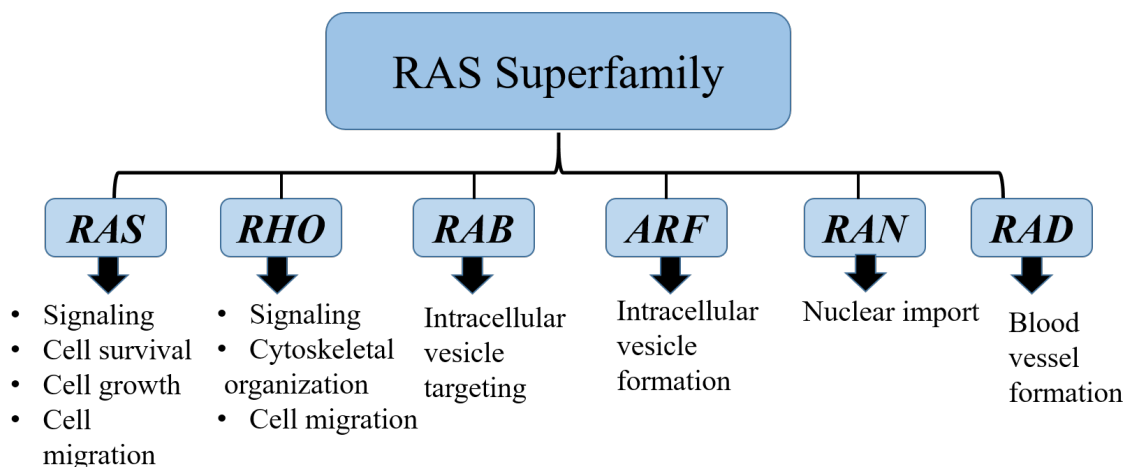 RAS Superfamily
RAS
RHO
RAB
ARF
RAN
RAD
• Signaling
• Cell survival
• Cell growth
• Cell
migration
• Signaling
• Cytoskeletal
organization
• Cell migration
Intracellular
vesicle
targeting
Intracellular
vesicle
formation
Nuclear import
Blood
vessel
formation